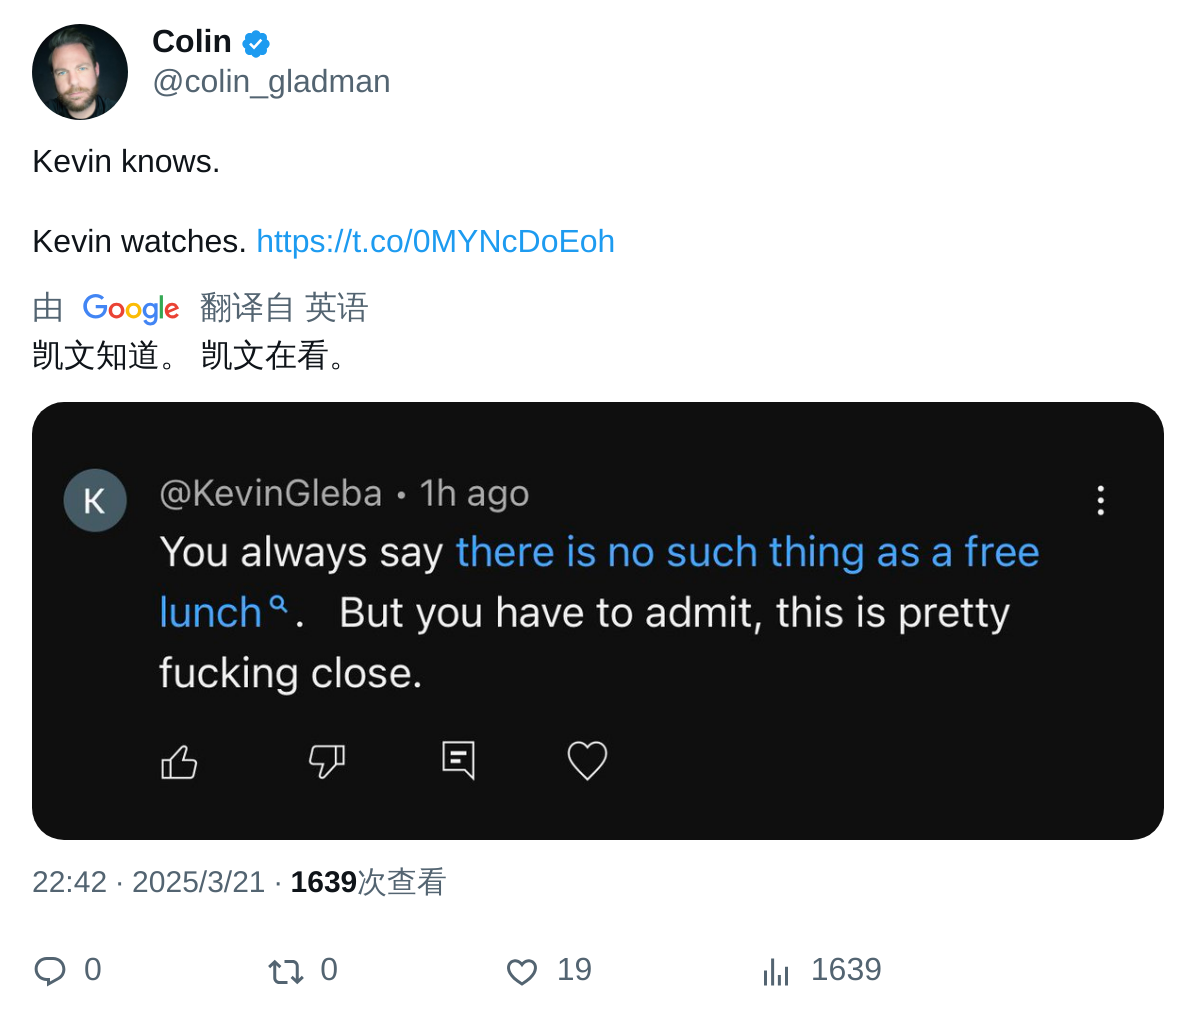 Colin
@colin_gladman
Kevin knows.
Kevin watches. https://t.co/0MYNcDoEoh
由 Google 翻译自 英语
凯文知道。 凯文在看。
K
@KevinGleba • 1h ago
You always say there is no such thing as a free
lunch. But you have to admit, this is pretty
fucking close.
22:42 · 2025/3/21 · 1639次查看
0 0 19 1639